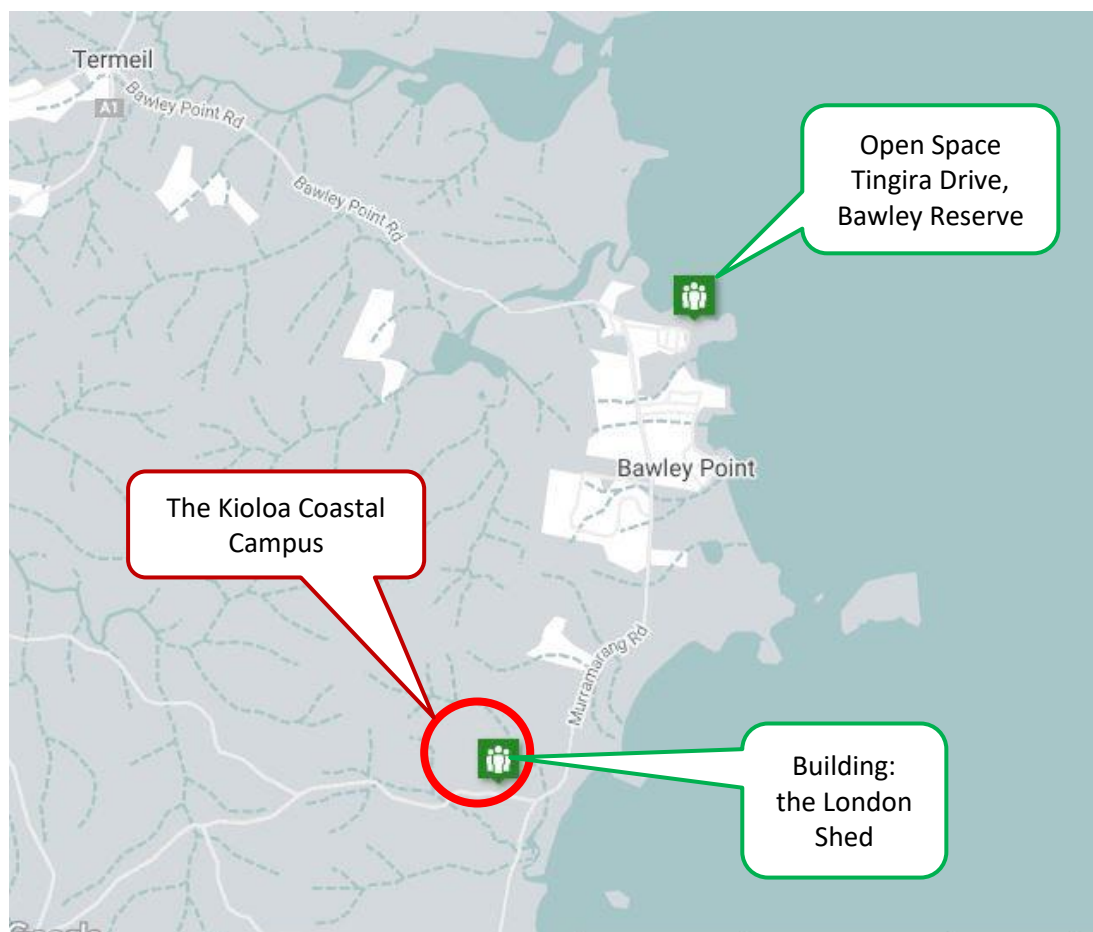 Termeil
A1
Bawley Point Rd
Bawley Point Rd
Open Space
Tingira Drive,
Bawley Reserve
Bawley Point
The Kioloa Coastal
Campus
Murramarang Rd
Building:
the London
Shed